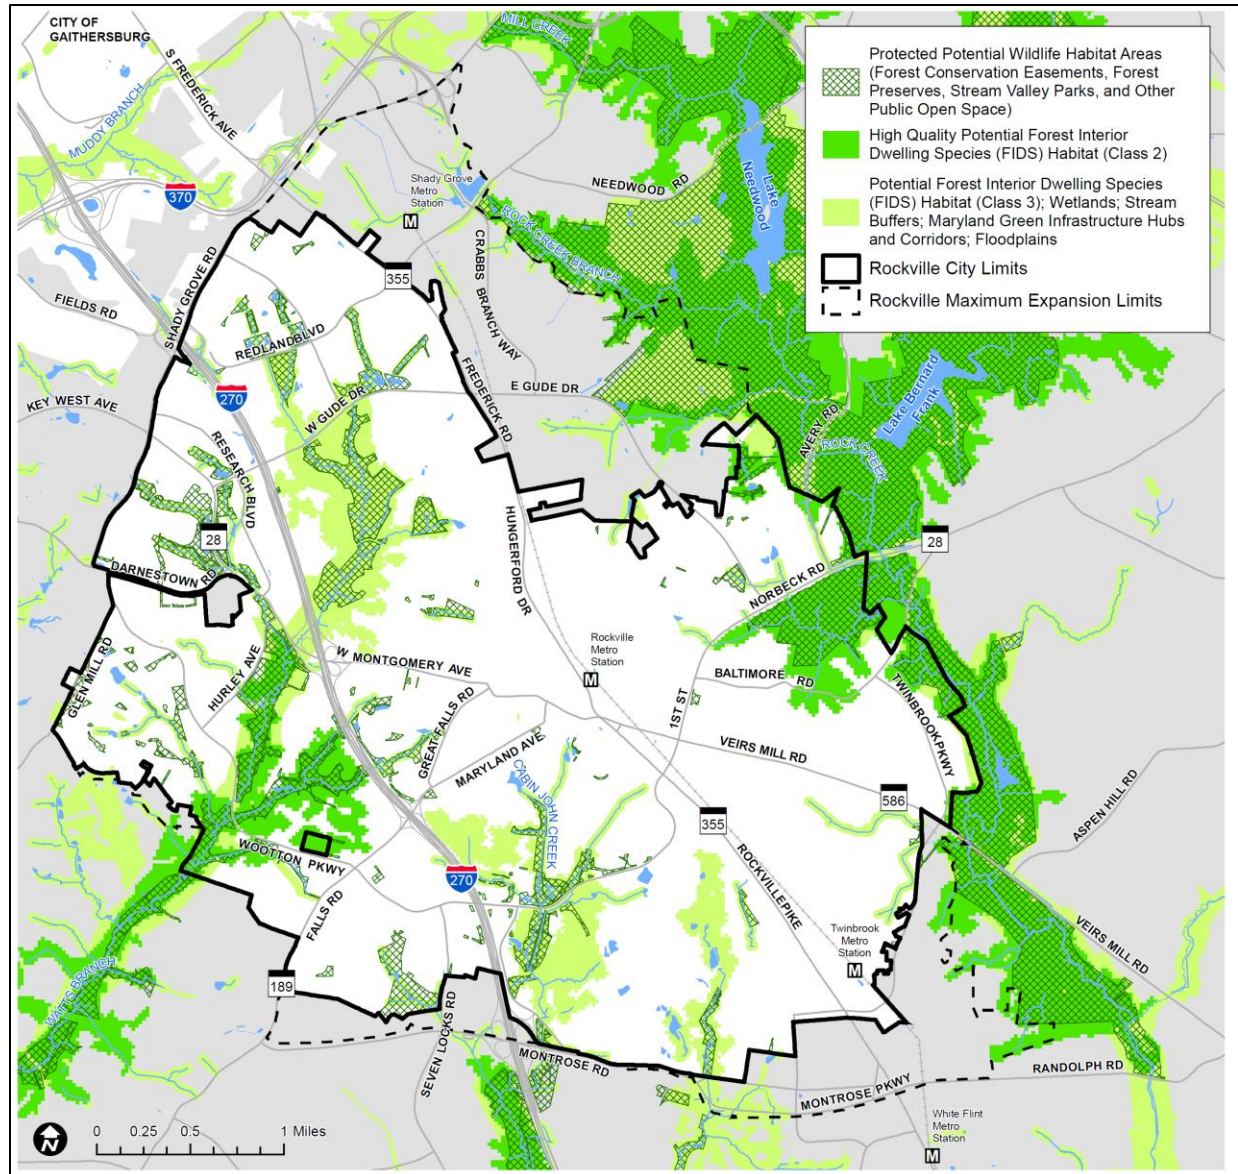 CITY OF
GAITHERSBURG
S FREDERICK AVE
MILL CREEK
MUDDY BRANCH
370
Protected Potential Wildlife Habitat Areas
(Forest Conservation Easements, Forest
Preserves, Stream Valley Parks, and Other
Public Open Space)
High Quality Potential Forest Interior
Dwelling Species (FIDS) Habitat (Class 2)
Potential Forest Interior Dwelling Species
(FIDS) Habitat (Class 3); Wetlands; Stream
Buffers; Maryland Green Infrastructure Hubs
and Corridors; Floodplains
Rockville City Limits
Rockville Maximum Expansion Limits
Shady Grove
Metro
Station
M
NEEDWOOD RD
Lake
Needwood
ROCK CREEK BRANCH
CRABBS BRANCH WAY
355
SHADY GROVE RD
FIELDS RD
REDLANDBLVD
270
FREDERICK RD
E GUDE DR
W GUDE DR
KEY WEST AVE
RESEARCH BLVD
Lake Bernard
Frank
AVERY RD
ROCK CREEK
28
28
HUNGERFORD DR
DARNESTOWN RD
NORBECK RD
GLEN MILL RD
HURLEY AVE
W MONTGOMERY AVE
Rockville
Metro
Station
M
BALTIMORE RD
TWINBROOKPKWY
1ST ST
GREAT FALLS RD
MARYLAND AVE
VEIRS MILL RD
CABIN JOHN CREEK
586
355
ASPEN HILL RD
WOOTTON PKWY
270
ROCKVILLEPIKE
FALLS RD
Twinbrook
Metro
Station
M
VEIRS MILL RD
WATTS BRANCH
189
SEVEN LOCKS RD
MONTROSE RD
RANDOLPH RD
MONTROSE PKWY
White Flint
Metro
Station
M
N
0 0.25 0.5 1 Miles